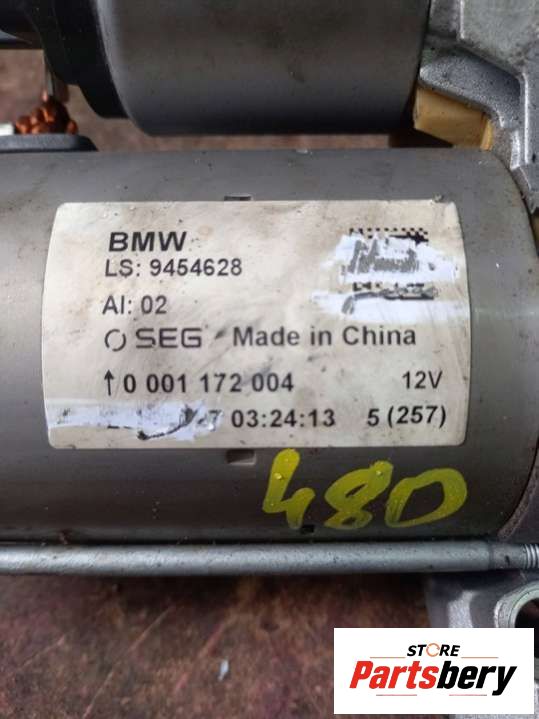 BMW
LS: 9454628
AI: 02
SEG Made in China
↑0 001 172 004 12V
7 03:24:13 5 (257)
480
STORE
Partsbery